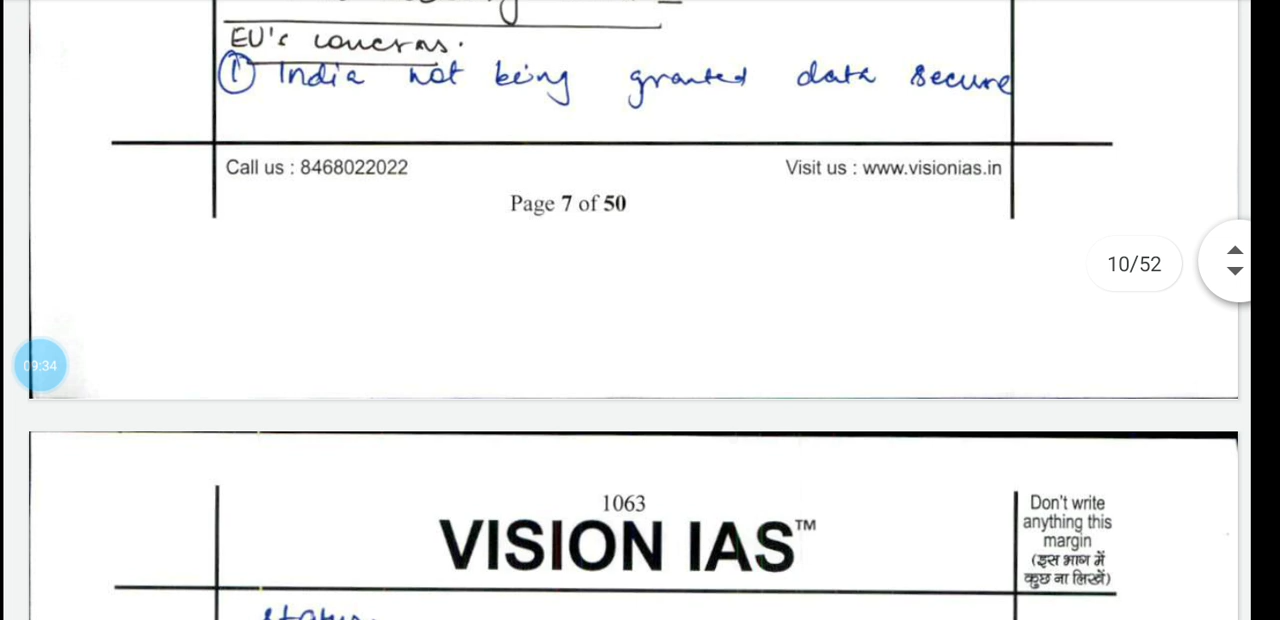 EU's concerns.
① India not being granted data secure
Call us : 8468022022
Visit us : www.visionias.in
Page 7 of 50
10/52
09:34
1063
VISION IAS™
Don't write
anything this
margin
(इस भाग में
कुछ ना लिखें)
status.